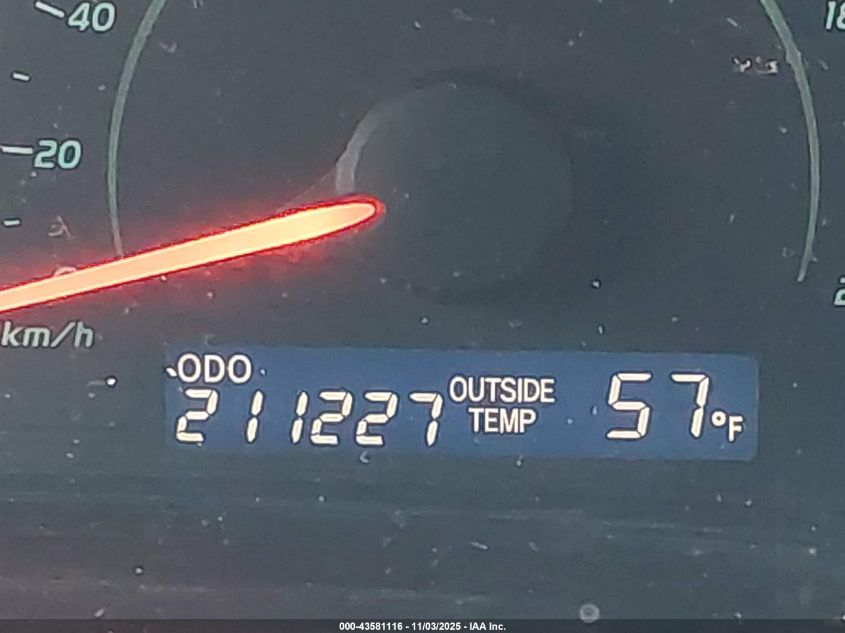 40
20
km/h
ODO
211227
OUTSIDE
TEMP
57°F
000-43581116 - 11/03/2025 - IAA Inc.